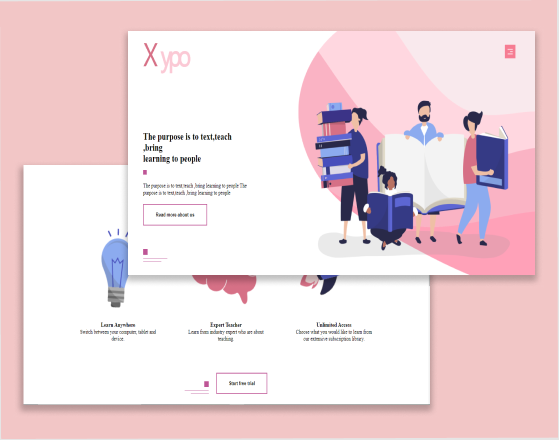 X ypo
The purpose is to text,teach
,bring
learning to people
The purpose is to text,teach ,bring learning to people The
purpose is to text,teach ,bring learning to people
Read more about us
Learn Anywhere
Switch between your computer, tablet and
device
Expert Teacher
Learn from industry expert who are about
teaching
Unlimited Access
Choose what you would like to learn from
our extensive subscription library
Start free trial